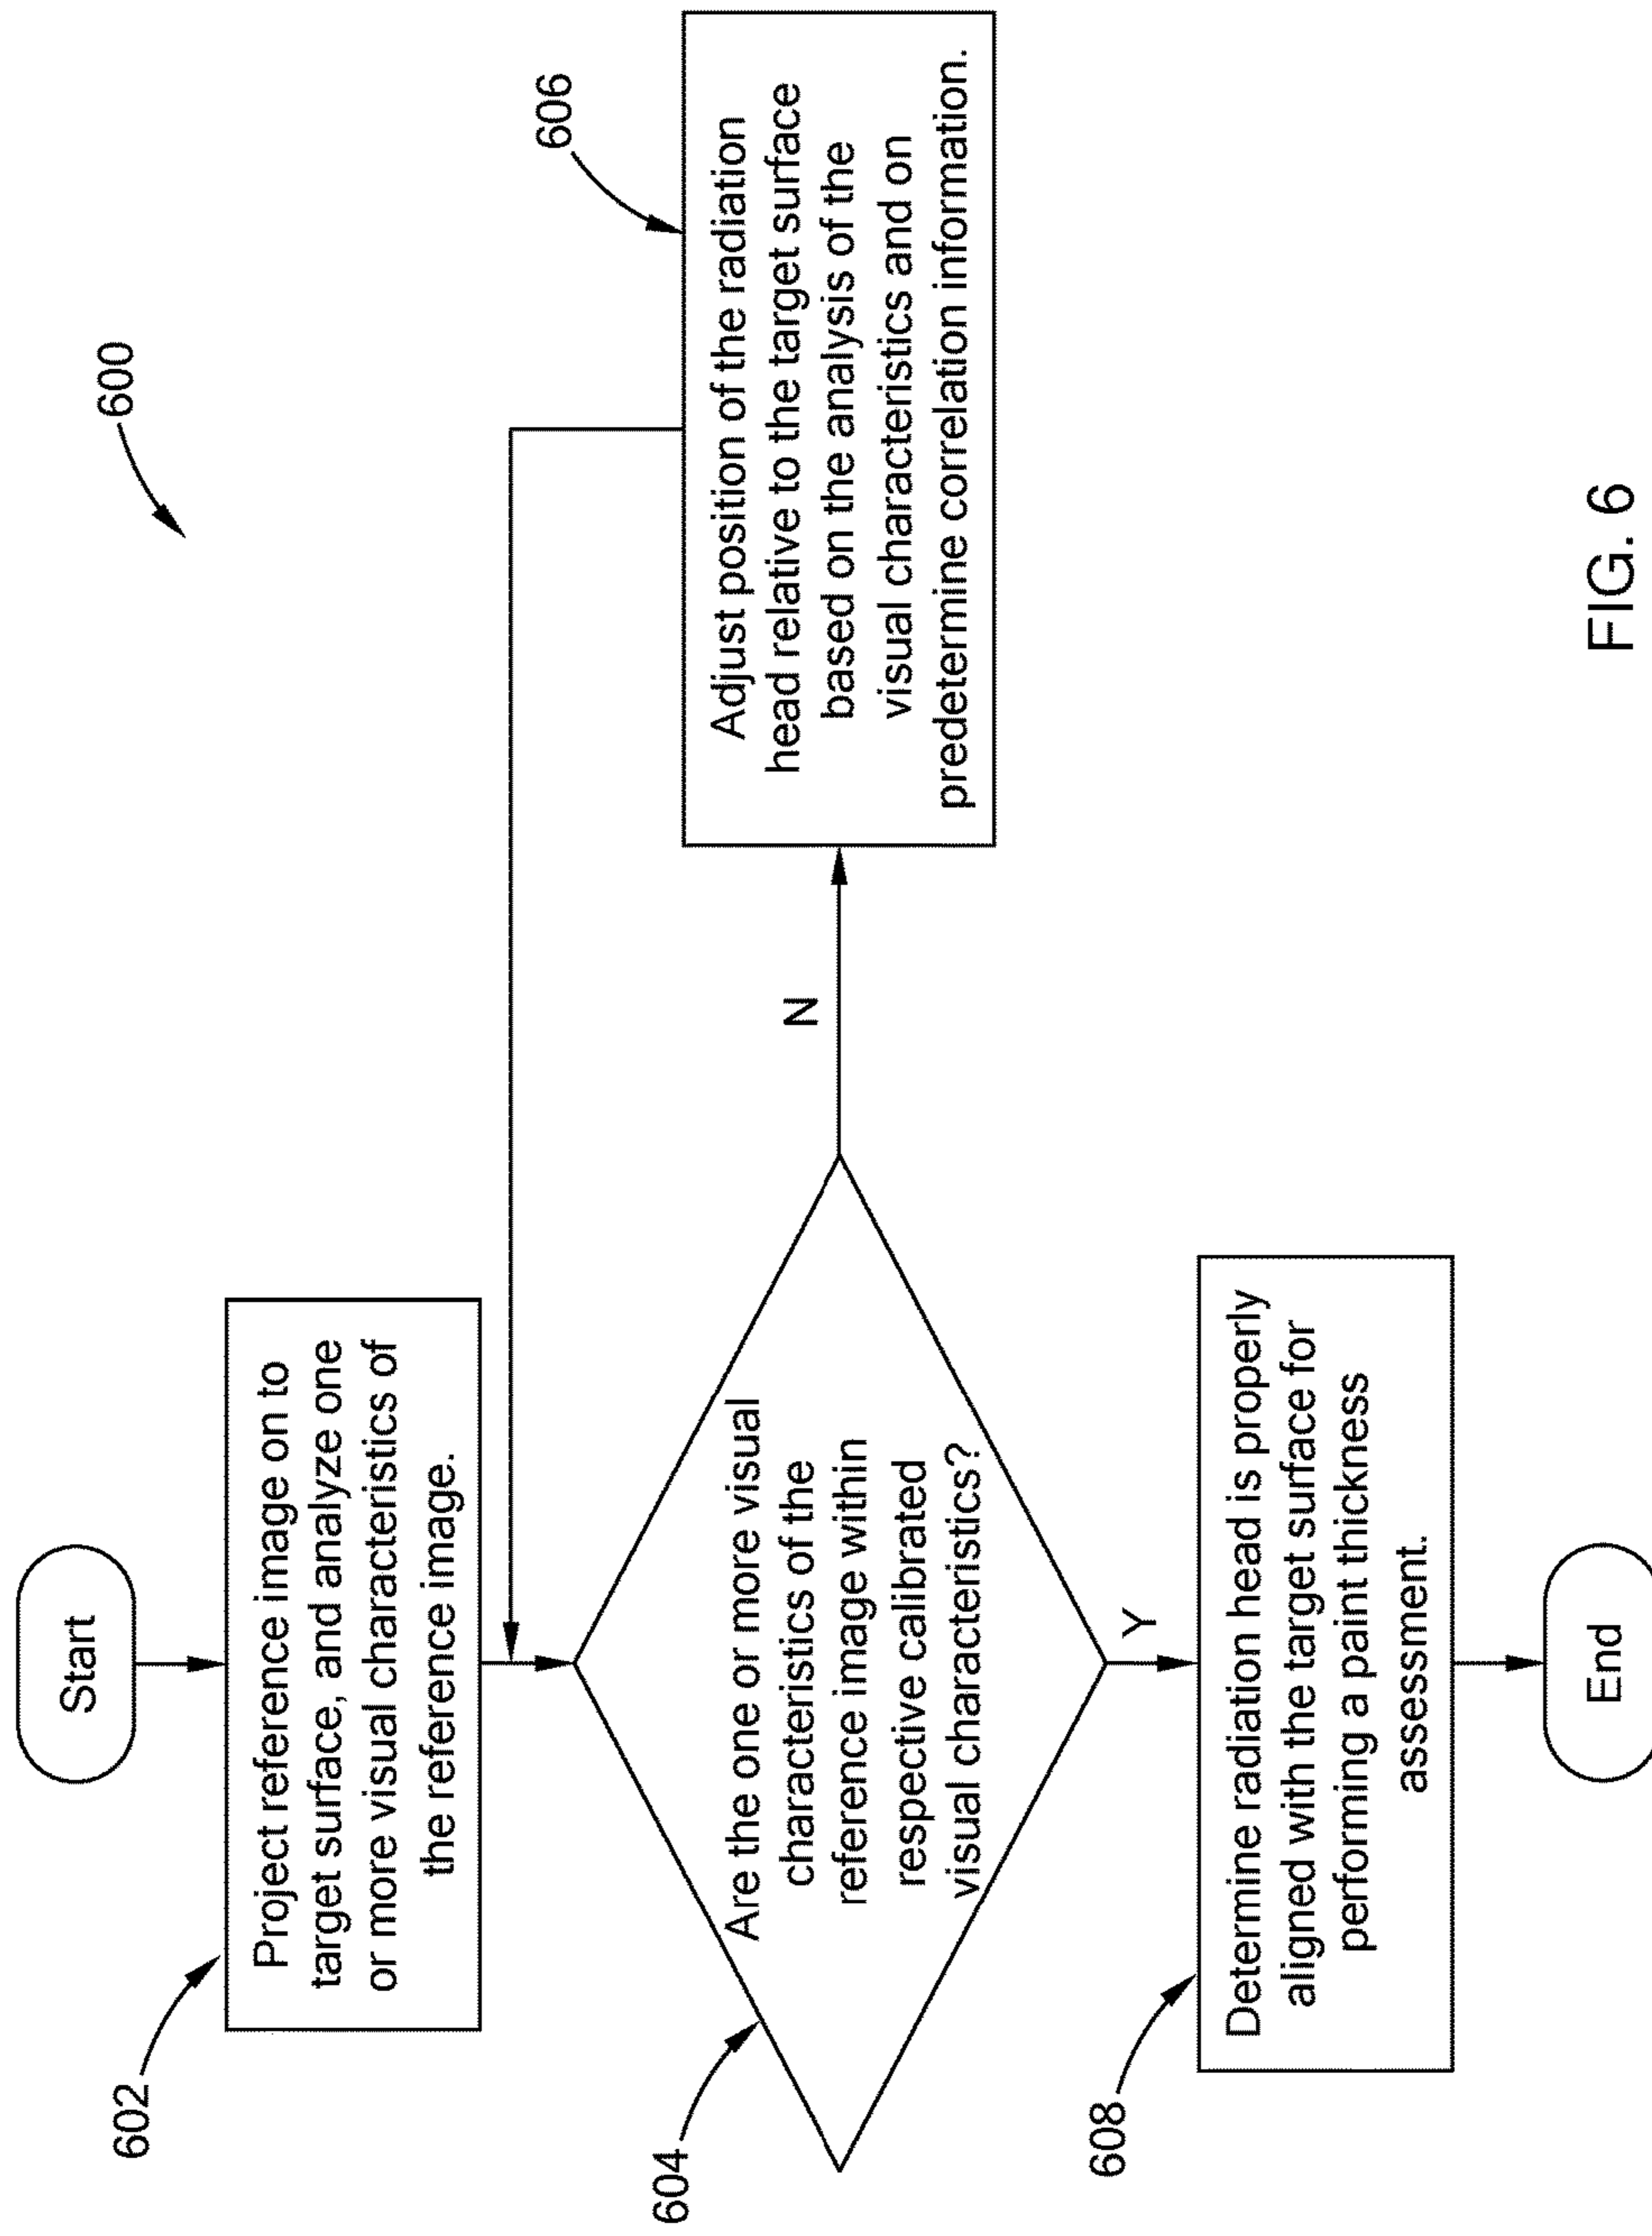 600
Start
602
Project reference image on to
target surface, and analyze one
or more visual characteristics of
the reference image.
604
Are the one or more visual
characteristics of the
reference image within
respective calibrated
visual characteristics?
N
606
Adjust position of the radiation
head relative to the target surface
based on the analysis of the
visual characteristics and on
predetermine correlation information.
Y
608
Determine radiation head is properly
aligned with the target surface for
performing a paint thickness
assessment.
End
FIG. 6